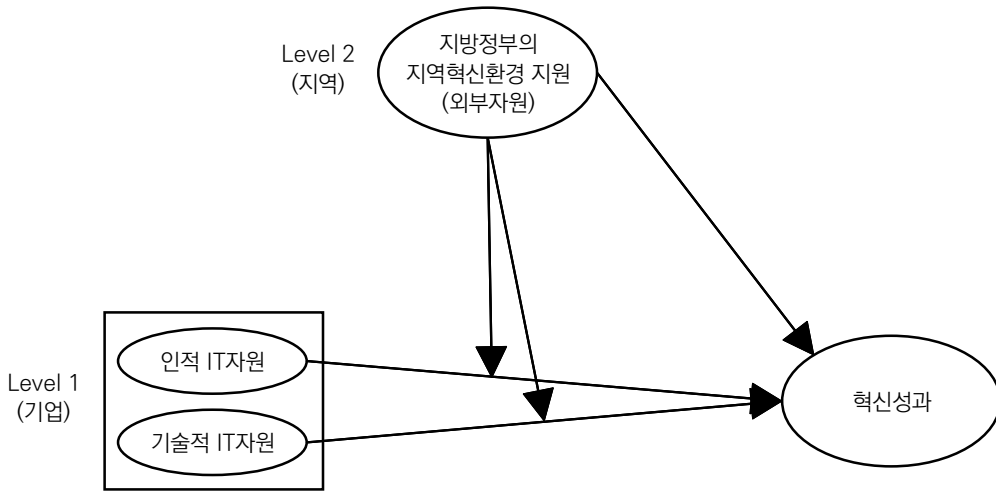 Level 2
(지역)
지방정부의
지역혁신환경 지원
(외부자원)
Level 1
(기업)
인적 IT자원
기술적 IT자원
혁신성과